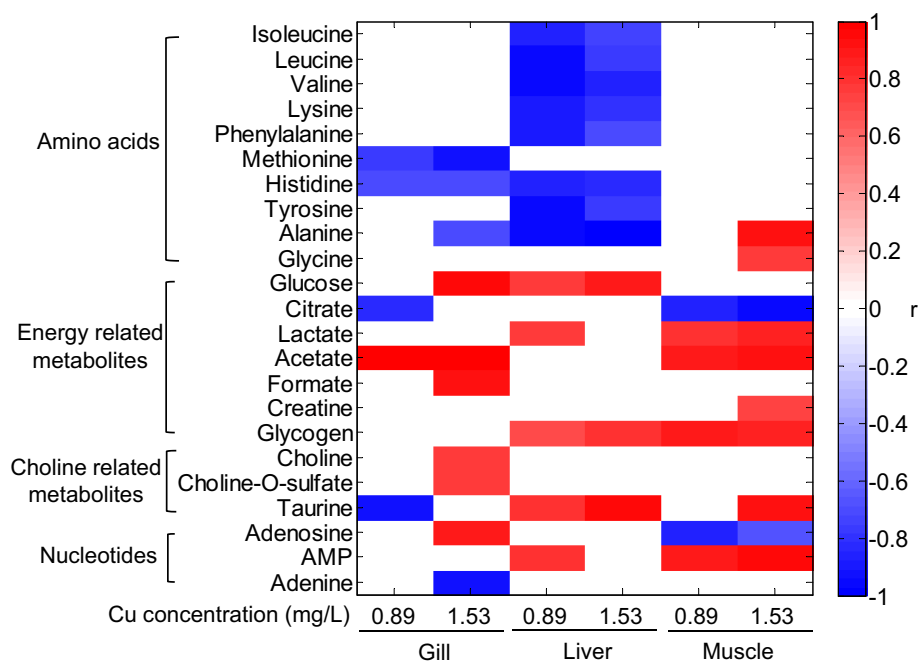 Amino acids
Isoleucine
Leucine
Valine
Lysine
Phenylalanine
Methionine
Histidine
Tyrosine
Alanine
Glycine
Energy related
metabolites
Glucose
Citrate
Lactate
Acetate
Formate
Creatine
Glycogen
Choline related
metabolites
Choline
Choline-O-sulfate
Taurine
Nucleotides
Adenosine
AMP
Adenine
Cu concentration (mg/L) 0.89 1.53 0.89 1.53 0.89 1.53
Gill Liver Muscle
1
0.8
0.6
0.4
0.2
0
-0.2
-0.4
-0.6
-0.8
-1
r